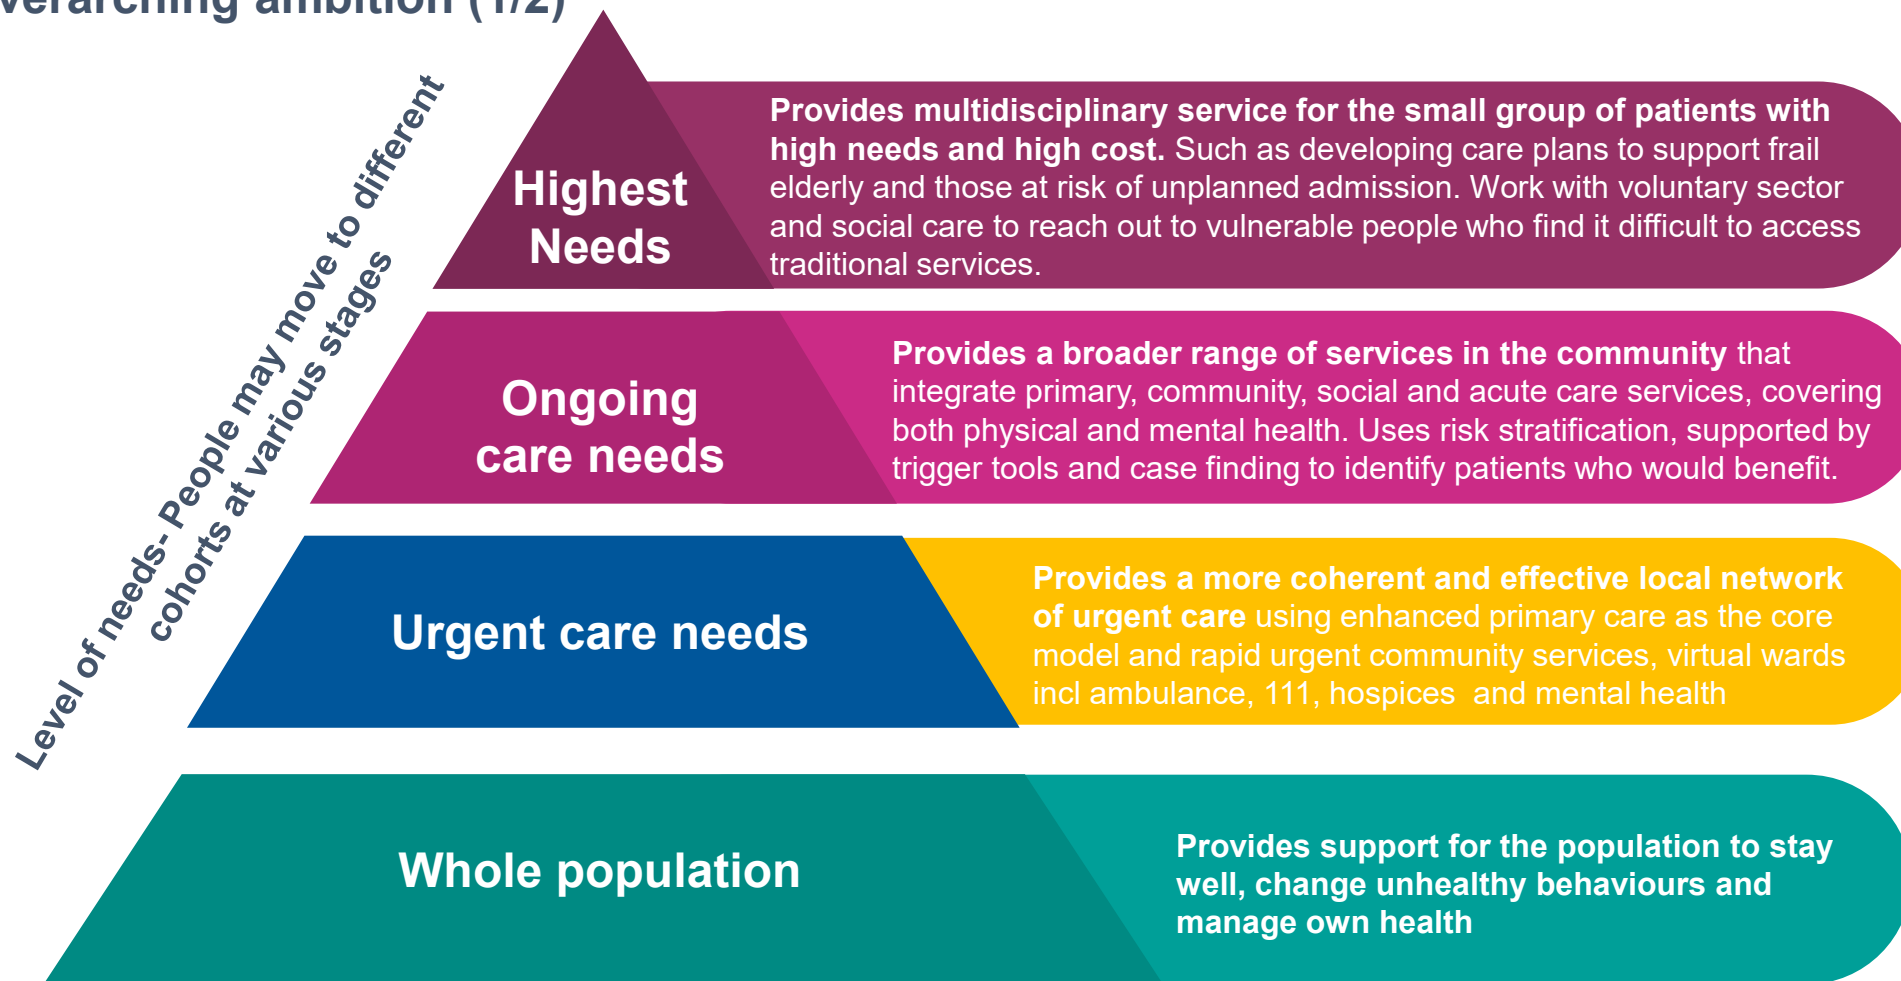 verarching ambition (1/2)
Level of needs- People may move to different
cohorts at various stages
Highest
Needs
Provides multidisciplinary service for the small group of patients with
high needs and high cost. Such as developing care plans to support frail
elderly and those at risk of unplanned admission. Work with voluntary sector
and social care to reach out to vulnerable people who find it difficult to access
traditional services.
Ongoing
care needs
Provides a broader range of services in the community that
integrate primary, community, social and acute care services, covering
both physical and mental health. Uses risk stratification, supported by
trigger tools and case finding to identify patients who would benefit.
Urgent care needs
Provides a more coherent and effective local network
of urgent care using enhanced primary care as the core
model and rapid urgent community services, virtual wards
incl ambulance, 111, hospices  and mental health
Whole population
Provides support for the population to stay
well, change unhealthy behaviours and
manage own health